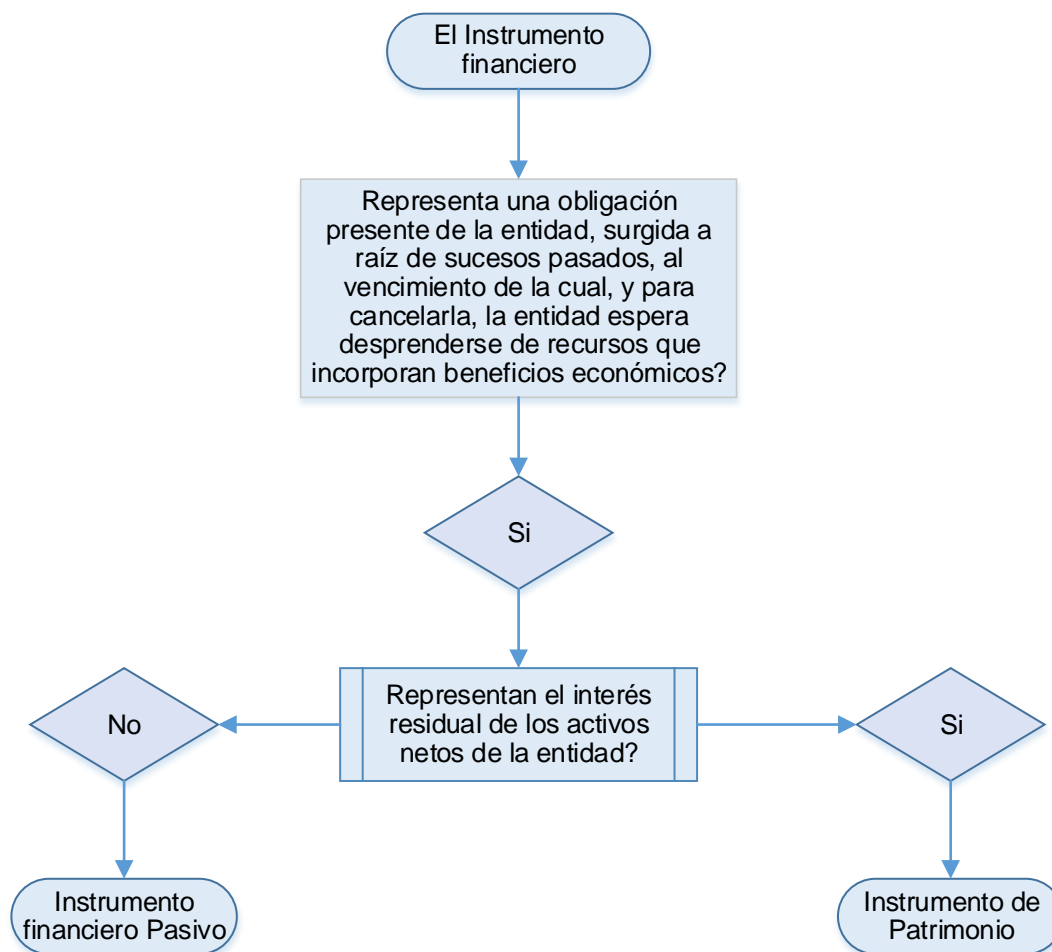 El Instrumento
financiero
Representa una obligación
presente de la entidad, surgida a
raíz de sucesos pasados, al
vencimiento de la cual, y para
cancelarla, la entidad espera
desprenderse de recursos que
incorporan beneficios económicos?
Si
No
Representan el interés
residual de los activos
netos de la entidad?
Si
Instrumento
financiero Pasivo
Instrumento de
Patrimonio